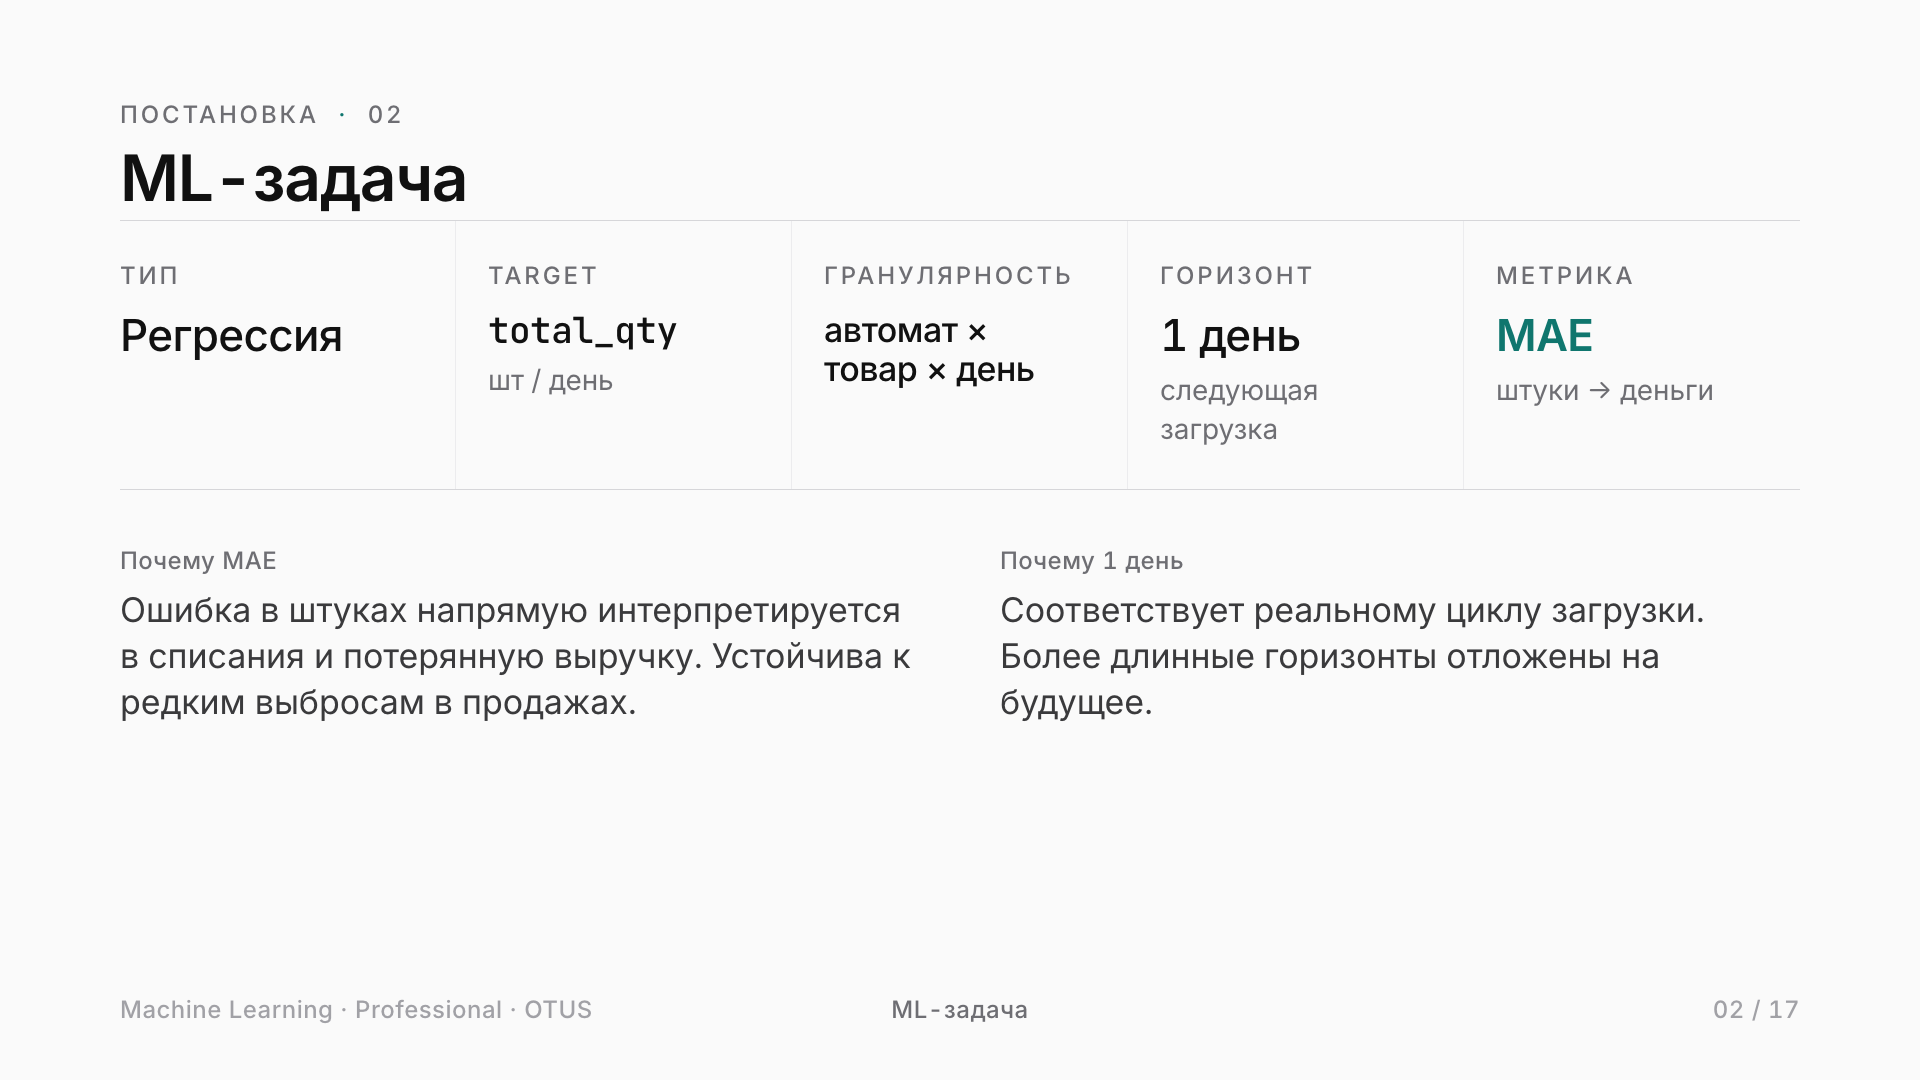 ПОСТАНОВКА · 02
ML-задача
ТИП
Регрессия
TARGET
total_qty
шт / день
ГРАНУЛЯРНОСТЬ
автомат ×
товар × день
ГОРИЗОНТ
1 день
следующая
загрузка
МЕТРИКА
MAE
штуки → деньги
Почему MAE
Ошибка в штуках напрямую интерпретируется
в списания и потерянную выручку. Устойчива к
редким выбросам в продажах.
Почему 1 день
Соответствует реальному циклу загрузки.
Более длинные горизонты отложены на
будущее.
Machine Learning · Professional · OTUS
ML-задача
02 / 17